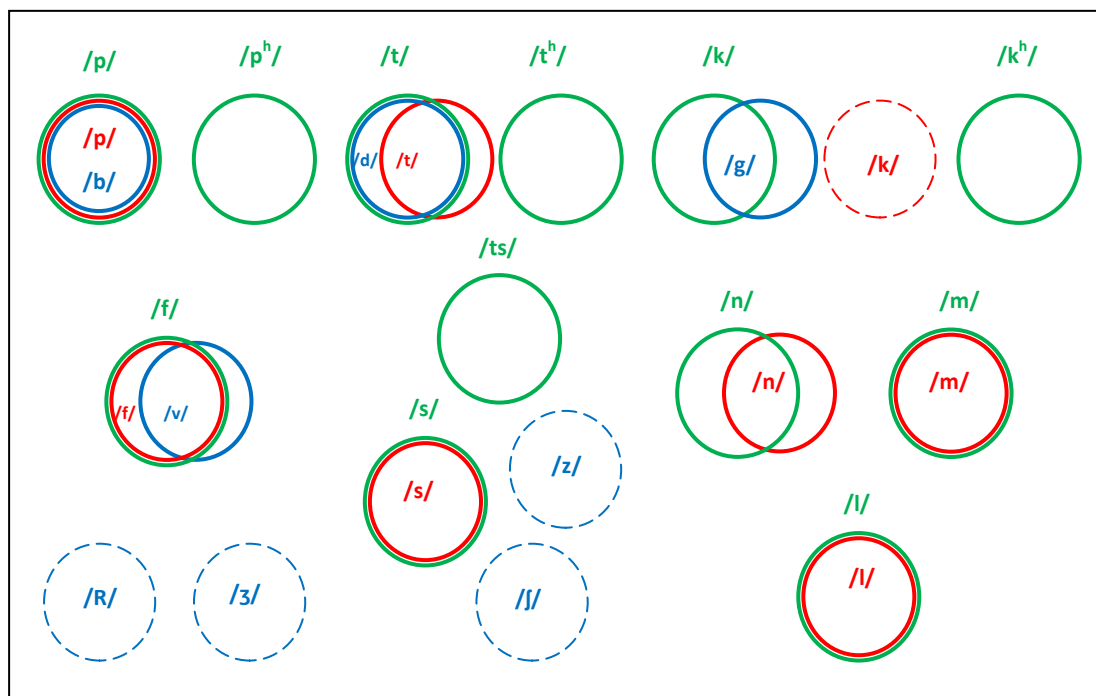 /p/ /pʰ/ /t/ /tʰ/ /k/ /kʰ/
/p/
/b/
/d/ /t/
/g/ /k/
/ts/
/f/ /n/ /m/
/f/ /v/ /n/ /m/
/s/
/z/
/s/
/l/
/l/
/R/ /ʒ/ /ʃ/